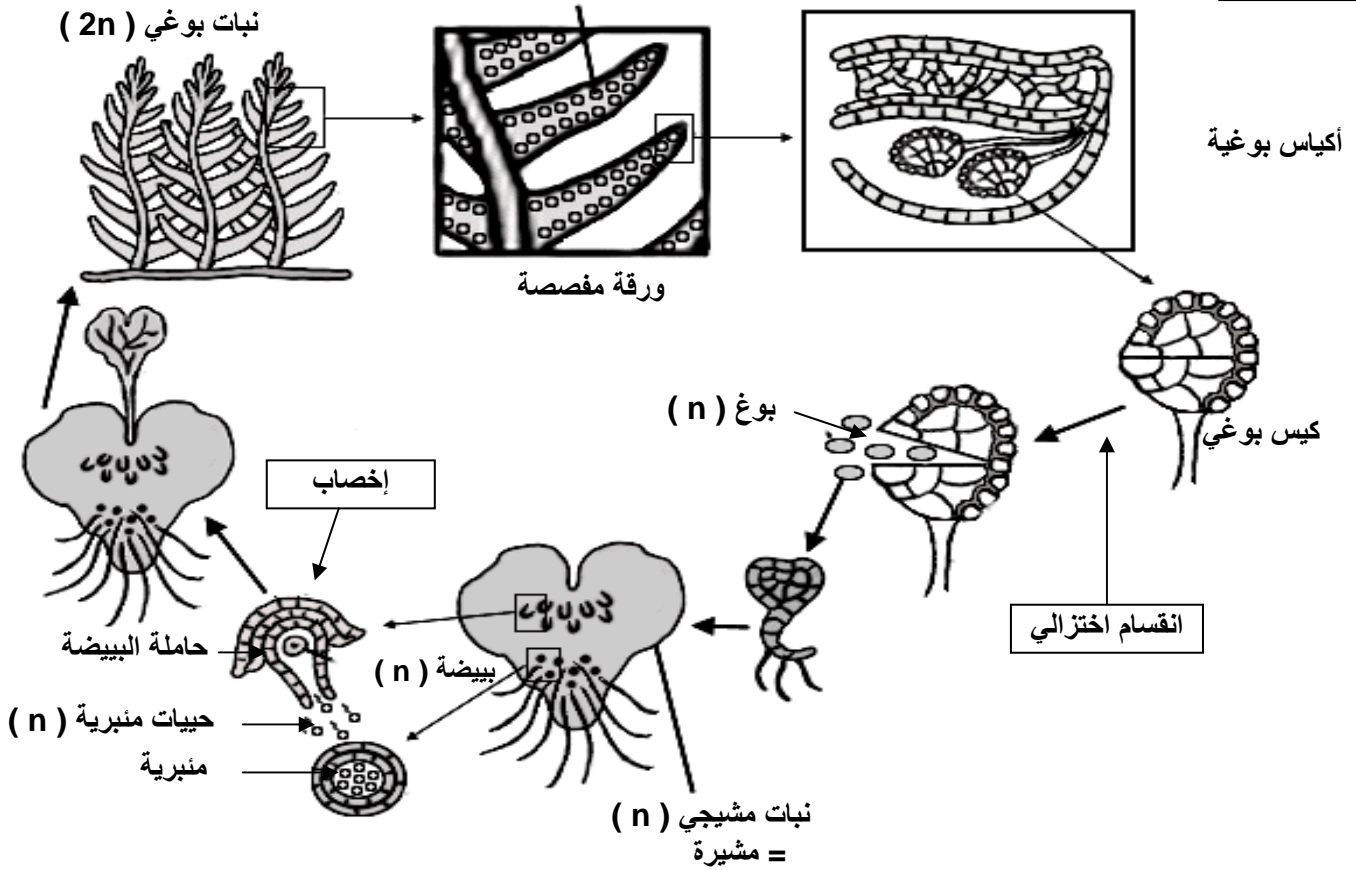 نبات بوغي ( 2n )
ورقة مفصصة
أكياس بوغية
كيس بوغي
انقسام اختزالي
بوغ ( n )
إخصاب
حاملة البييضة
بييضة ( n )
حييات مئبرية ( n )
مئبرية
نبات مشيجي ( n )
= مشيرة